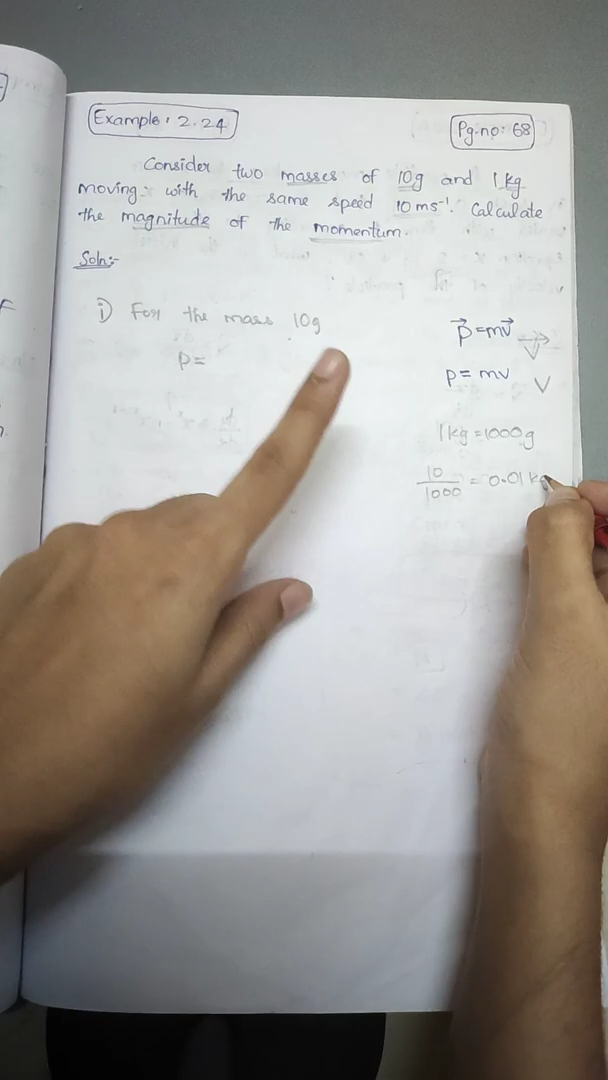 Example: 2.24
Pg.no: 68
Consider two masses of 10g and 1kg
moving with the same speed 10 ms⁻¹. Calculate
the magnitude of the momentum.
Soln:-
i) For the mass 10g
P=
p⃗ = mv⃗
v⃗
p = mv
V
1kg = 1000g
10/1000 = 0.01 kg